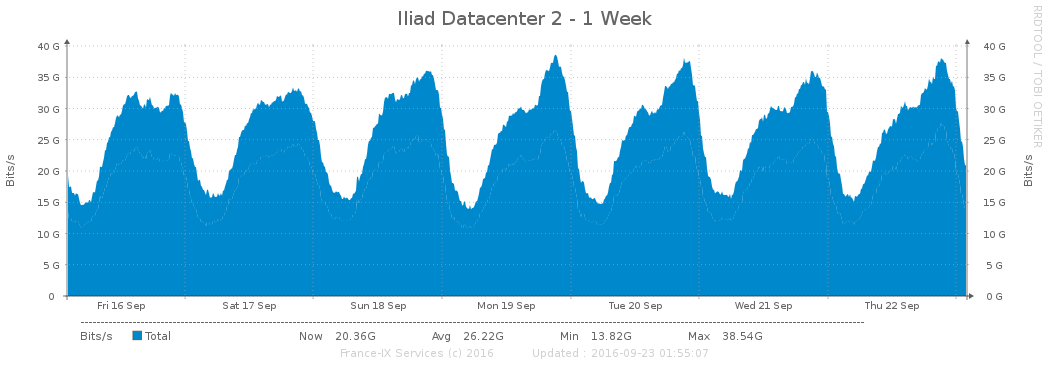 Iliad Datacenter 2 - 1 Week
RRDTOOL / TOBI OETIKER
Bits/s
40 G
35 G
30 G
25 G
20 G
15 G
10 G
5 G
0
40 G
35 G
30 G
25 G
20 G
15 G
10 G
5 G
0 G
Bits/s
Fri 16 Sep Sat 17 Sep Sun 18 Sep Mon 19 Sep Tue 20 Sep Wed 21 Sep Thu 22 Sep
Bits/s Total Now 20.36G Avg 26.22G Min 13.82G Max 38.54G
France-IX Services (c) 2016 Updated : 2016-09-23 01:55:07